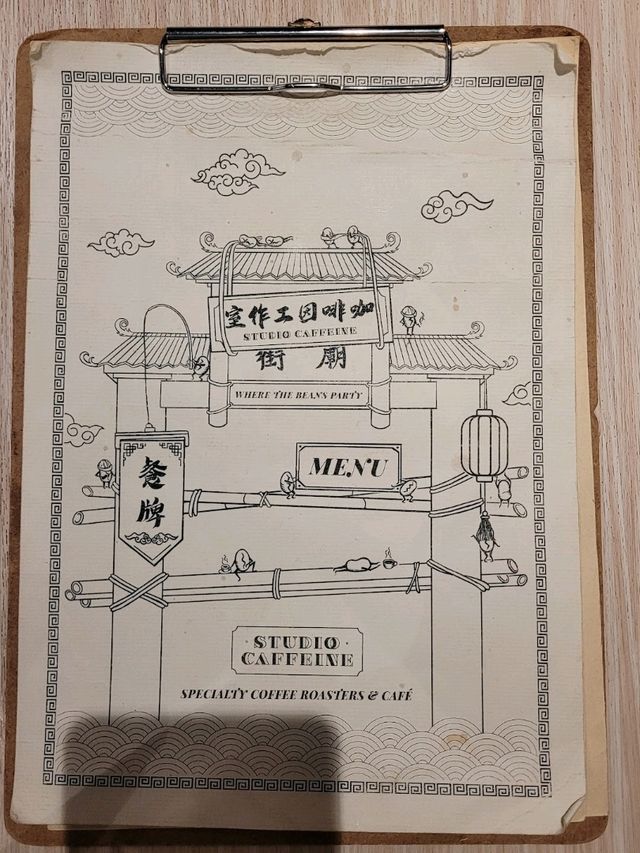 咖啡因工作室
STUDIO CAFFEINE
廟街
WHERE THE BEANS PARTY
MENU
餐牌
STUDIO
CAFFEINE
SPECIALTY COFFEE ROASTERS & CAFÉ